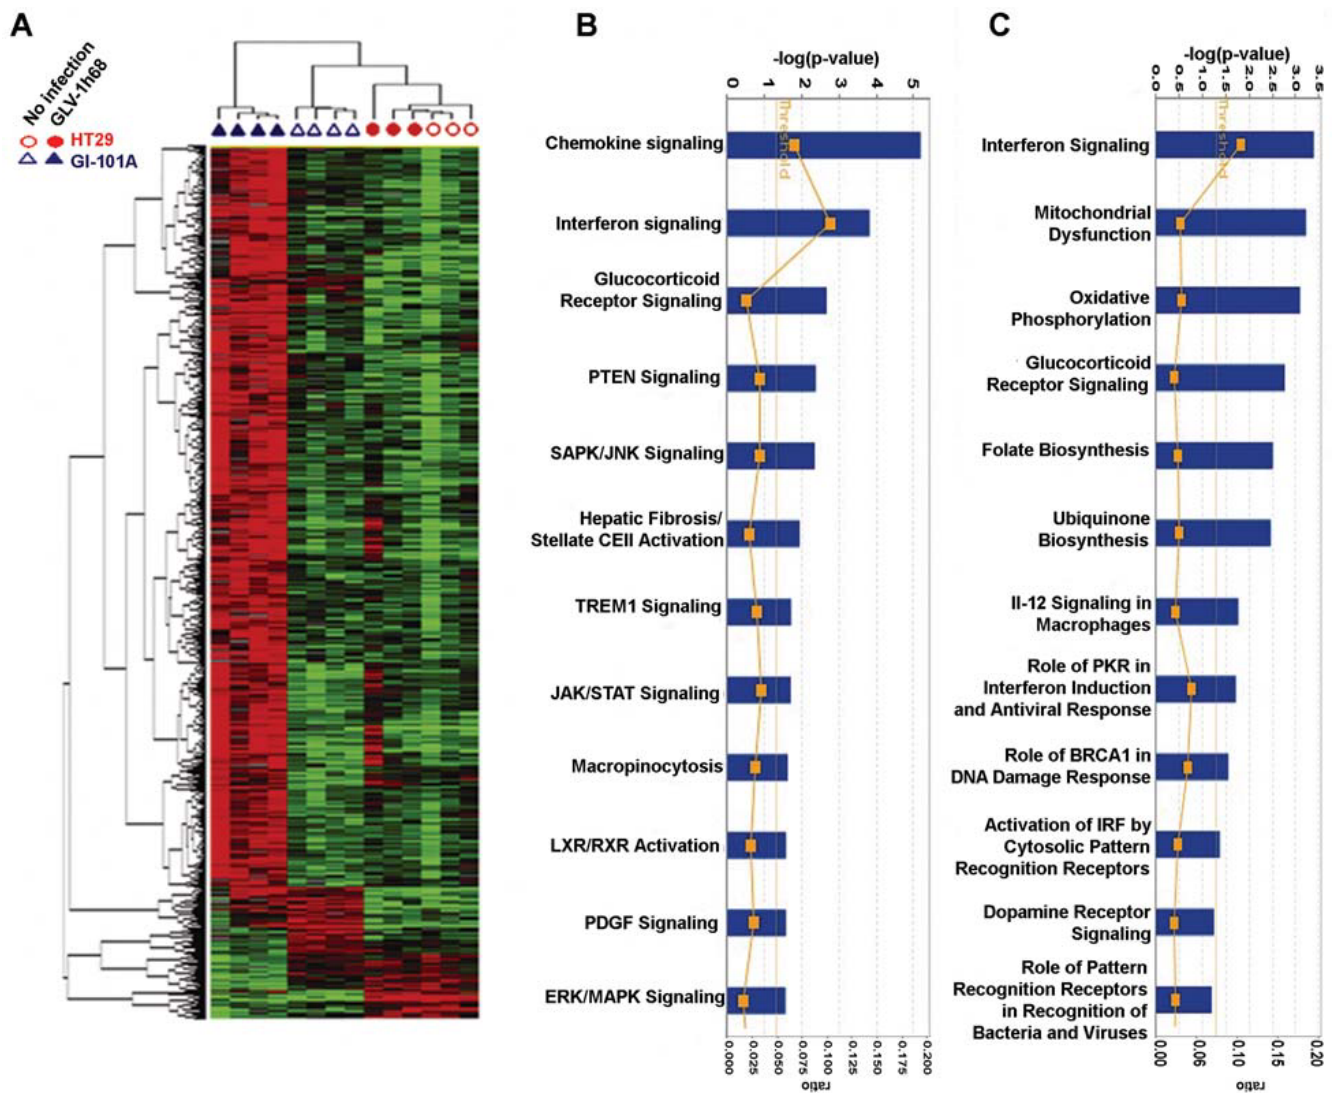 A
No infection
GLV-1h68
HT29
GI-101A
B
-log(p-value)
0 1 2 3 4 5
Threshold
Chemokine signaling
Interferon signaling
Glucocorticoid
Receptor Signaling
PTEN Signaling
SAPK/JNK Signaling
Hepatic Fibrosis/
Stellate CEll Activation
TREM1 Signaling
JAK/STAT Signaling
Macropinocytosis
LXR/RXR Activation
PDGF Signaling
ERK/MAPK Signaling
0.000 0.025 0.050 0.075 0.100 0.125 0.150 0.175 0.200
ratio
C
-log(p-value)
0.0 0.5 1.0 1.5 2.0 2.5 3.0 3.5
Threshold
Interferon Signaling
Mitochondrial
Dysfunction
Oxidative
Phosphorylation
Glucocorticoid
Receptor Signaling
Folate Biosynthesis
Ubiquinone
Biosynthesis
Il-12 Signaling in
Macrophages
Role of PKR in
Interferon Induction
and Antiviral Response
Role of BRCA1 in
DNA Damage Response
Activation of IRF by
Cytosolic Pattern
Recognition Receptors
Dopamine Receptor
Signaling
Role of Pattern
Recognition Receptors
in Recognition of
Bacteria and Viruses
0.00 0.06 0.10 0.15 0.20
ratio